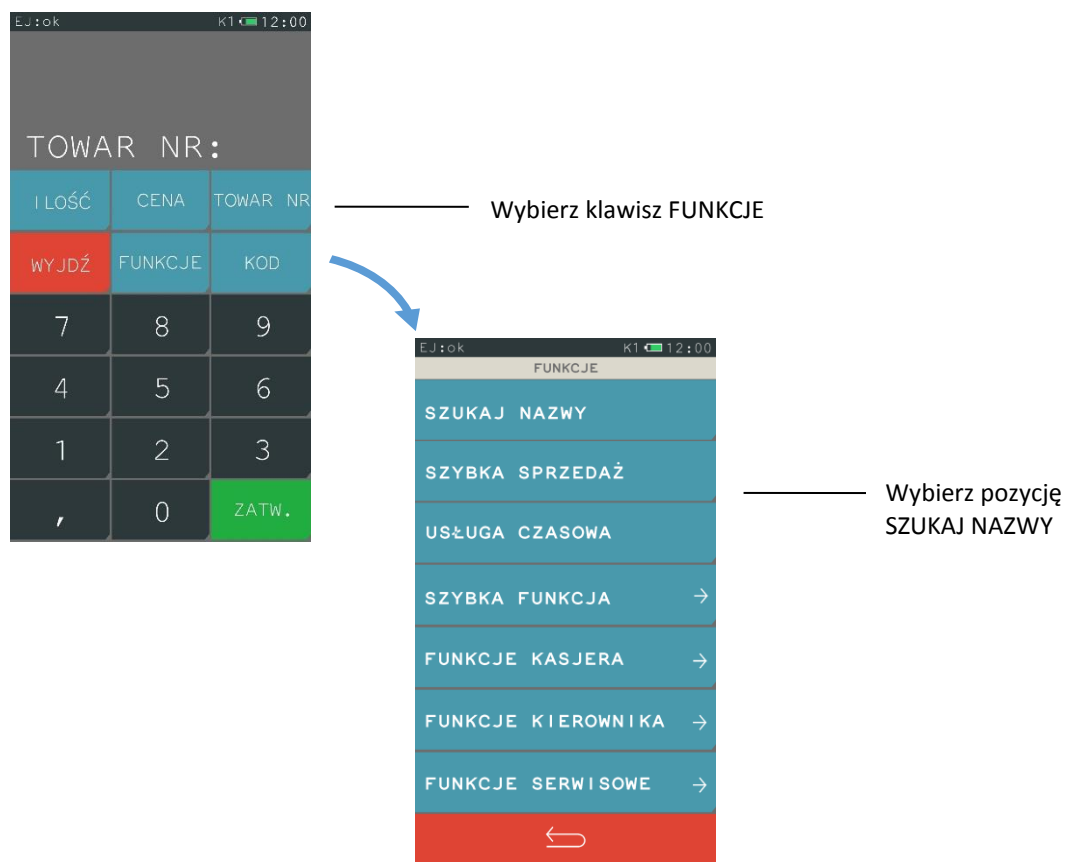 EJ:ok K1 12:00
TOWAR NR:
ILOŚĆ CENA TOWAR NR
WYJDŹ FUNKCJE KOD
7 8 9
4 5 6
1 2 3
, 0 ZATW.
Wybierz klawisz FUNKCJE
EJ:ok K1 12:00
FUNKCJE
SZUKAJ NAZWY
SZYBKA SPRZEDAŻ
USŁUGA CZASOWA
SZYBKA FUNKCJA
FUNKCJE KASJERA
FUNKCJE KIEROWNIKA
FUNKCJE SERWISOWE
Wybierz pozycję
SZUKAJ NAZWY